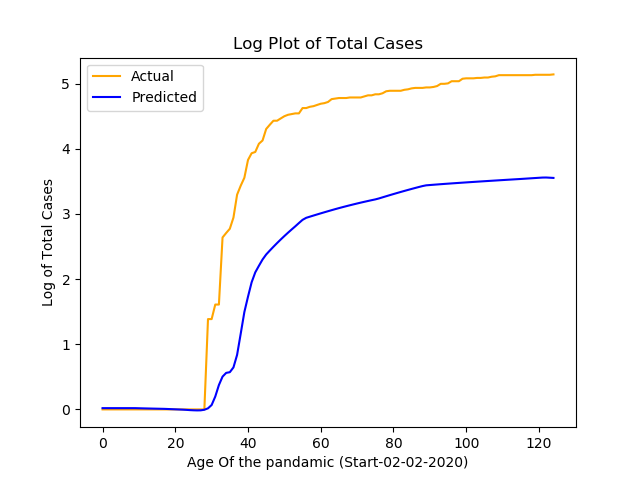 Log Plot of Total Cases
Actual
Predicted
5
4
3
2
1
0
Log of Total Cases
0 20 40 60 80 100 120
Age Of the pandamic (Start-02-02-2020)